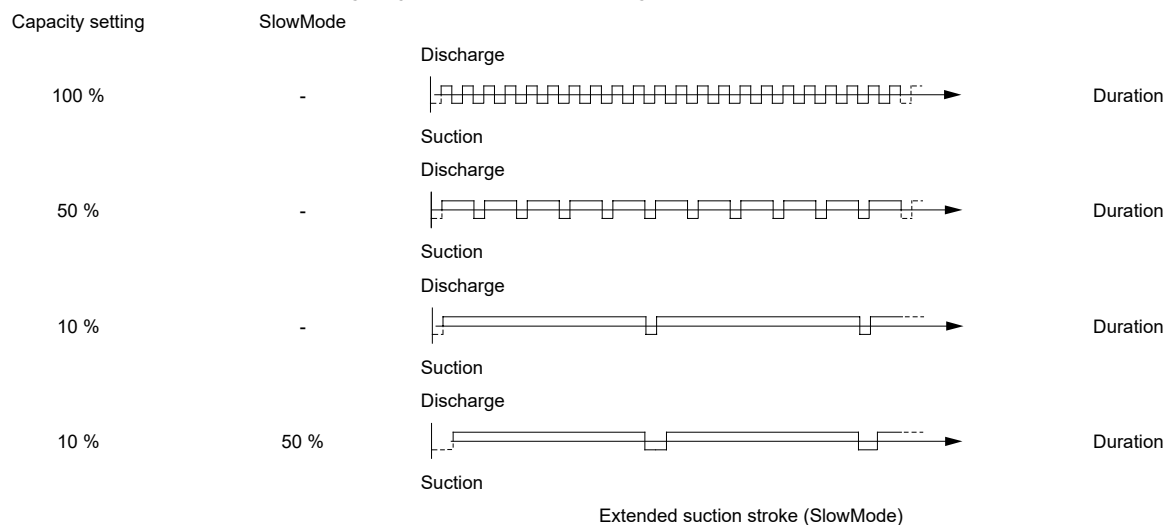 Capacity setting SlowMode
Discharge
100 % - Duration
Suction
Discharge
50 % - Duration
Suction
Discharge
10 % - Duration
Suction
Discharge
10 % 50 % Duration
Suction
Extended suction stroke (SlowMode)